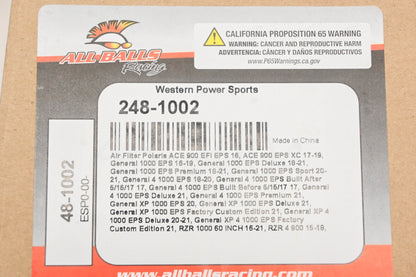 ALL BALLS
Racing
CALIFORNIA PROPOSITION 65 WARNING
WARNING: CANCER AND REPRODUCTIVE HARM
ADVERTENCIA: CÁNCER Y DAÑOS REPRODUCTIVOS
www.P65Warnings.ca.gov
Western Power Sports
248-1002
Made in China
Air Filter Polaris ACE 900 EFI EPS 16, ACE 900 EPS XC 17-19,
General 1000 EPS 16-19, General 1000 EPS Deluxe 16-21,
General 1000 EPS Premium 18-21, General 1000 EPS Sport 20-
21, General 4 1000 EPS 18-20, General 4 1000 EPS Built After
5/15/17 17, General 4 1000 EPS Built Before 5/15/17 17, General
4 1000 EPS Deluxe 21, General 4 1000 EPS Premium 21,
General XP 1000 EPS 20, General XP 1000 EPS Deluxe 21,
General XP 1000 EPS Factory Custom Edition 21, General XP 4
1000 EPS Deluxe 20-21, General XP 4 1000 EPS Factory
Custom Edition 21, RZR 1000 60 INCH 16-21, RZR 4 900 15-19,
48-1002
ESP0-00-
www.allballsracing.com